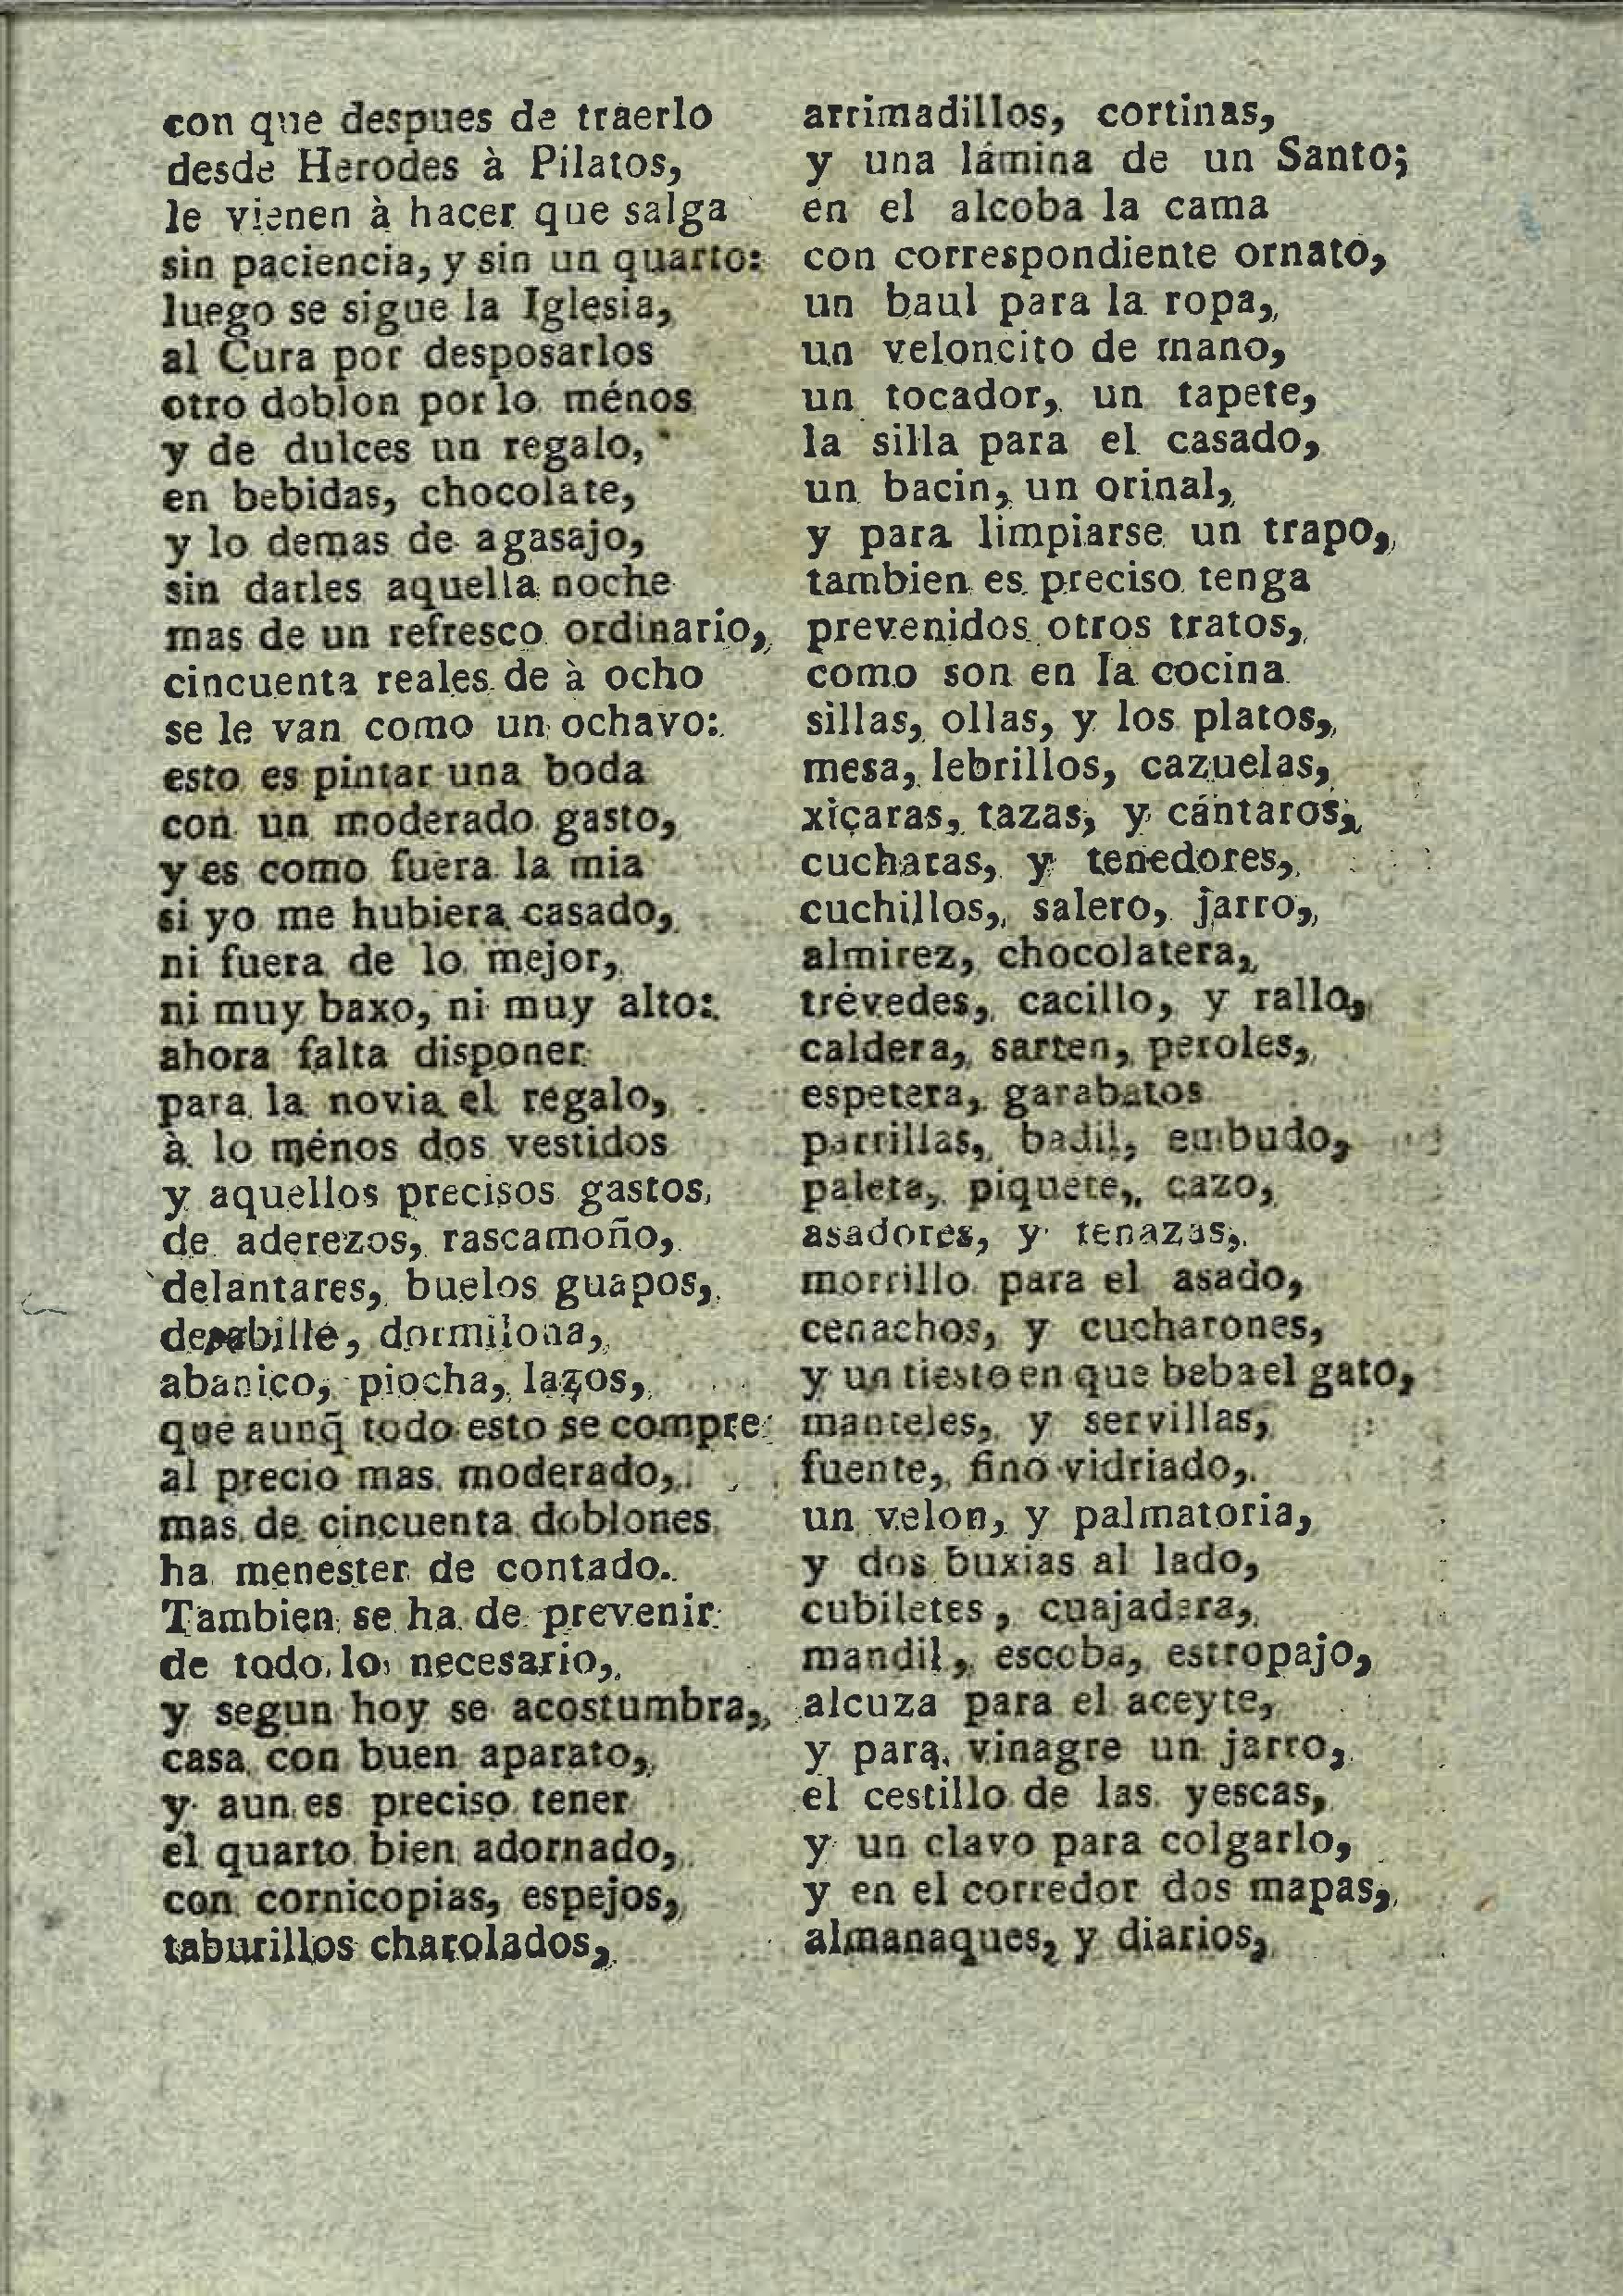 con que despues de traerlo
desde Herodes à Pilatos,
le vienen à hacer que salga
sin paciencia, y sin un quarto:
luego se sigue la Iglesia,
al Cura por desposarlos
otro doblon por lo ménos
y de dulces un regalo,
en bebidas, chocolate,
y lo demas de agasajo,
sin darles aquella noche
mas de un refresco ordinario,
cincuenta reales de à ocho
se le van como un ochavo:
esto es pintar una boda
con un moderado gasto,
y es como fuera la mia
si yo me hubiera casado,
ni fuera de lo mejor,
ni muy baxo, ni muy alto:
ahora falta disponer
para la novia el regalo,
à lo ménos dos vestidos
y aquellos precisos gastos,
de aderezos, rascamoño,
delantares, buelos guapos,
desabillé, dormilona,
abanico, piocha, lazos,
que aunq̃ todo esto se compre
al precio mas moderado,
mas de cincuenta doblones
ha menester de contado.
Tambien se ha de prevenir
de todo lo necesario,
y segun hoy se acostumbra,
casa con buen aparato,
y aun es preciso tener
el quarto bien adornado,
con cornicopias, espejos,
taburillos charolados,
arrimadillos, cortinas,
y una lámina de un Santo;
en el alcoba la cama
con correspondiente ornato,
un baul para la ropa,
un veloncito de mano,
un tocador, un tapete,
la silla para el casado,
un bacin, un orinal,
y para limpiarse un trapo,
tambien es preciso tenga
prevenidos otros tratos,
como son en la cocina
sillas, ollas, y los platos,
mesa, lebrillos, cazuelas,
xiçaras, tazas, y cántaros,
cucharas, y tenedores,
cuchillos, salero, jarro,
almirez, chocolatera,
trévedes, cacillo, y rallo,
caldera, sarten, peroles,
espetera, garabatos
parrillas, badil, embudo,
paleta, piquete, cazo,
asadores, y tenazas,
morrillo para el asado,
cenachos, y cucharones,
y un tiesto en que beba el gato,
manteles, y servillas,
fuente, fino vidriado,
un velon, y palmatoria,
y dos buxias al lado,
cubiletes, cuajadera,
mandil, escoba, estropajo,
alcuza para el aceyte,
y para vinagre un jarro,
el cestillo de las yescas,
y un clavo para colgarlo,
y en el corredor dos mapas,
almanaques, y diarios,